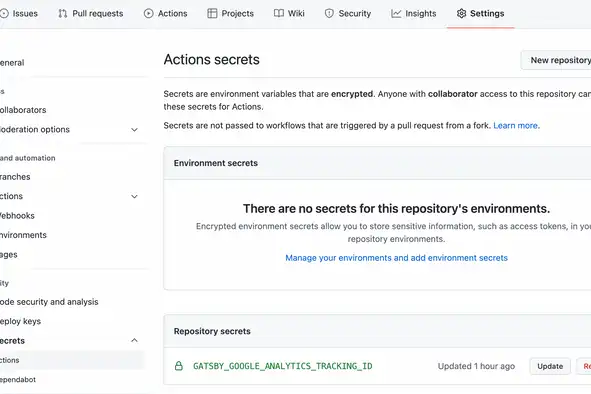 Issues Pull requests Actions Projects Wiki Security Insights Settings
eneral
Actions secrets
New repository
ss
Secrets are environment variables that are encrypted. Anyone with collaborator access to this repository can
these secrets for Actions.
ollaborators
oderation options
Secrets are not passed to workflows that are triggered by a pull request from a fork. Learn more.
and automation
ranches
ctions
ebhooks
nvironments
ages
Environment secrets
There are no secrets for this repository's environments.
Encrypted environment secrets allow you to store sensitive information, such as access tokens, in you
repository environments.
Manage your environments and add environment secrets
ity
ode security and analysis
eploy keys
ecrets
ctions
ependabot
Repository secrets
GATSBY_GOOGLE_ANALYTICS_TRACKING_ID Updated 1 hour ago Update Re